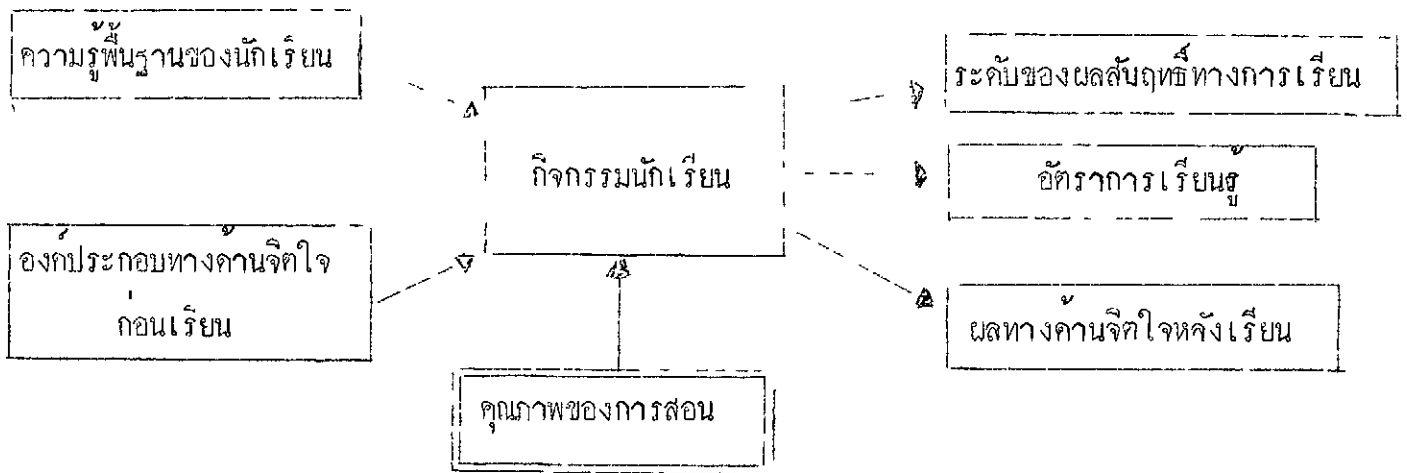 ความรู้พื้นฐานของนักเรียน
ระดับของผลสัมฤทธิ์ทางการเรียน
กิจกรรมนักเรียน
อัตราการเรียนรู้
องค์ประกอบทางด้านจิตใจ
ก่อนเรียน
ผลทางด้านจิตใจหลังเรียน
คุณภาพของการสอน